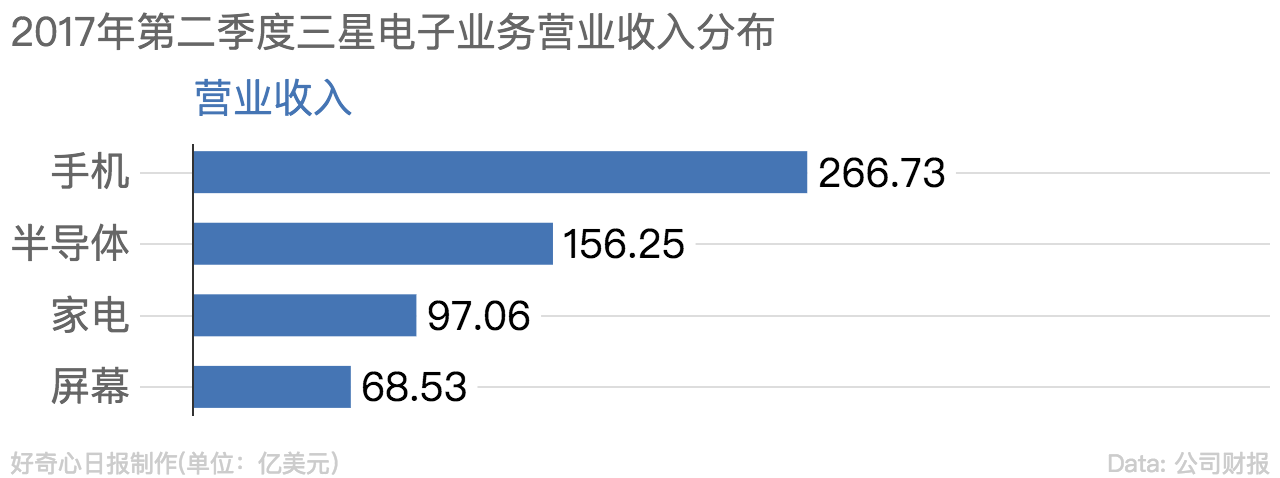 2017年第二季度三星电子业务营业收入分布
营业收入
手机 266.73
半导体 156.25
家电 97.06
屏幕 68.53
好奇心日报制作(单位：亿美元) Data: 公司财报